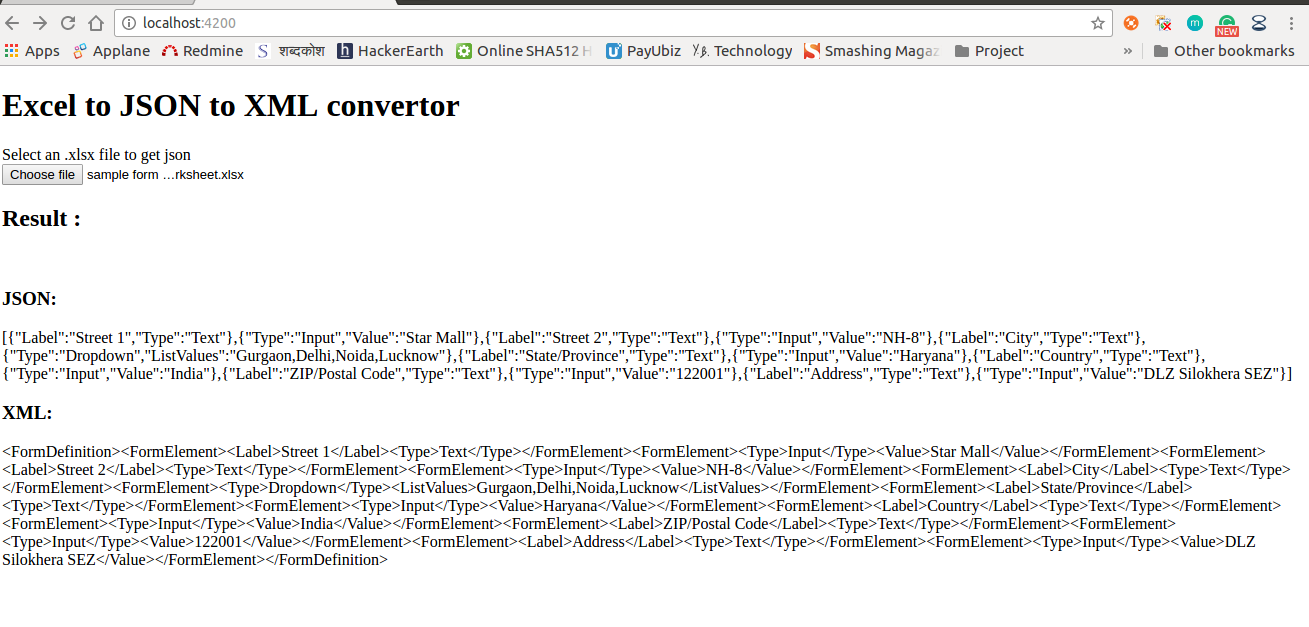 localhost:4200
Apps Applane Redmine S शब्दकोश h HackerEarth Online SHA512 H PayUbiz Technology Smashing Magaz Project » Other bookmarks
m NEW
Excel to JSON to XML convertor
Select an .xlsx file to get json
Choose file sample form ...rksheet.xlsx
Result :
JSON:
[{"Label":"Street 1","Type":"Text"},{"Type":"Input","Value":"Star Mall"},{"Label":"Street 2","Type":"Text"},{"Type":"Input","Value":"NH-8"},{"Label":"City","Type":"Text"},
{"Type":"Dropdown","ListValues":"Gurgaon,Delhi,Noida,Lucknow"},{"Label":"State/Province","Type":"Text"},{"Type":"Input","Value":"Haryana"},{"Label":"Country","Type":"Text"},
{"Type":"Input","Value":"India"},{"Label":"ZIP/Postal Code","Type":"Text"},{"Type":"Input","Value":"122001"},{"Label":"Address","Type":"Text"},{"Type":"Input","Value":"DLZ Silokhera SEZ"}]
XML:
<FormDefinition><FormElement><Label>Street 1</Label><Type>Text</Type></FormElement><FormElement><Type>Input</Type><Value>Star Mall</Value></FormElement><FormElement>
<Label>Street 2</Label><Type>Text</Type></FormElement><FormElement><Type>Input</Type><Value>NH-8</Value></FormElement><FormElement><Label>City</Label><Type>Text</Type>
</FormElement><FormElement><Type>Dropdown</Type><ListValues>Gurgaon,Delhi,Noida,Lucknow</ListValues></FormElement><FormElement><Label>State/Province</Label>
<Type>Text</Type></FormElement><FormElement><Type>Input</Type><Value>Haryana</Value></FormElement><FormElement><Label>Country</Label><Type>Text</Type></FormElement>
<FormElement><Type>Input</Type><Value>India</Value></FormElement><FormElement><Label>ZIP/Postal Code</Label><Type>Text</Type></FormElement><FormElement>
<Type>Input</Type><Value>122001</Value></FormElement><FormElement><Label>Address</Label><Type>Text</Type></FormElement><FormElement><Type>Input</Type><Value>DLZ
Silokhera SEZ</Value></FormElement></FormDefinition>